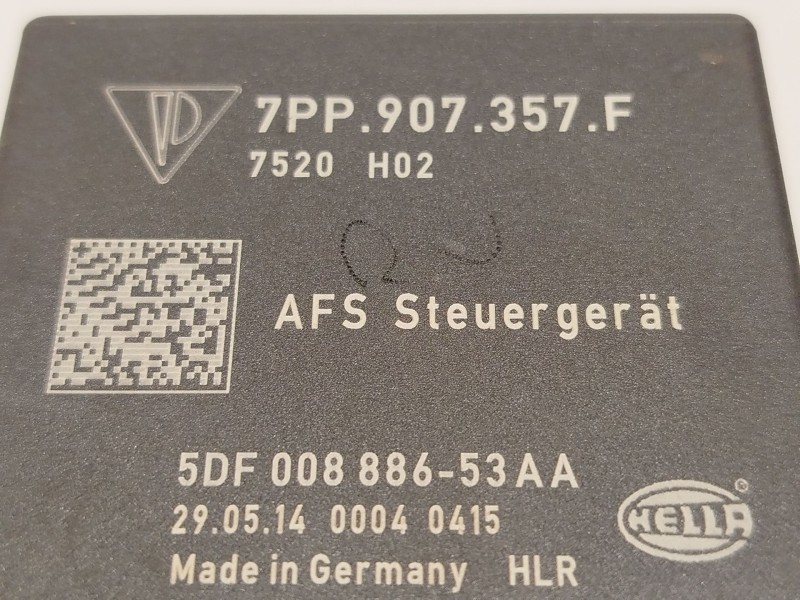 7PP.907.357.F
7520 H02
AFS Steuergerät
5DF 008 886-53AA
29.05.14 0004 0415
HELLA®
Made in Germany HLR